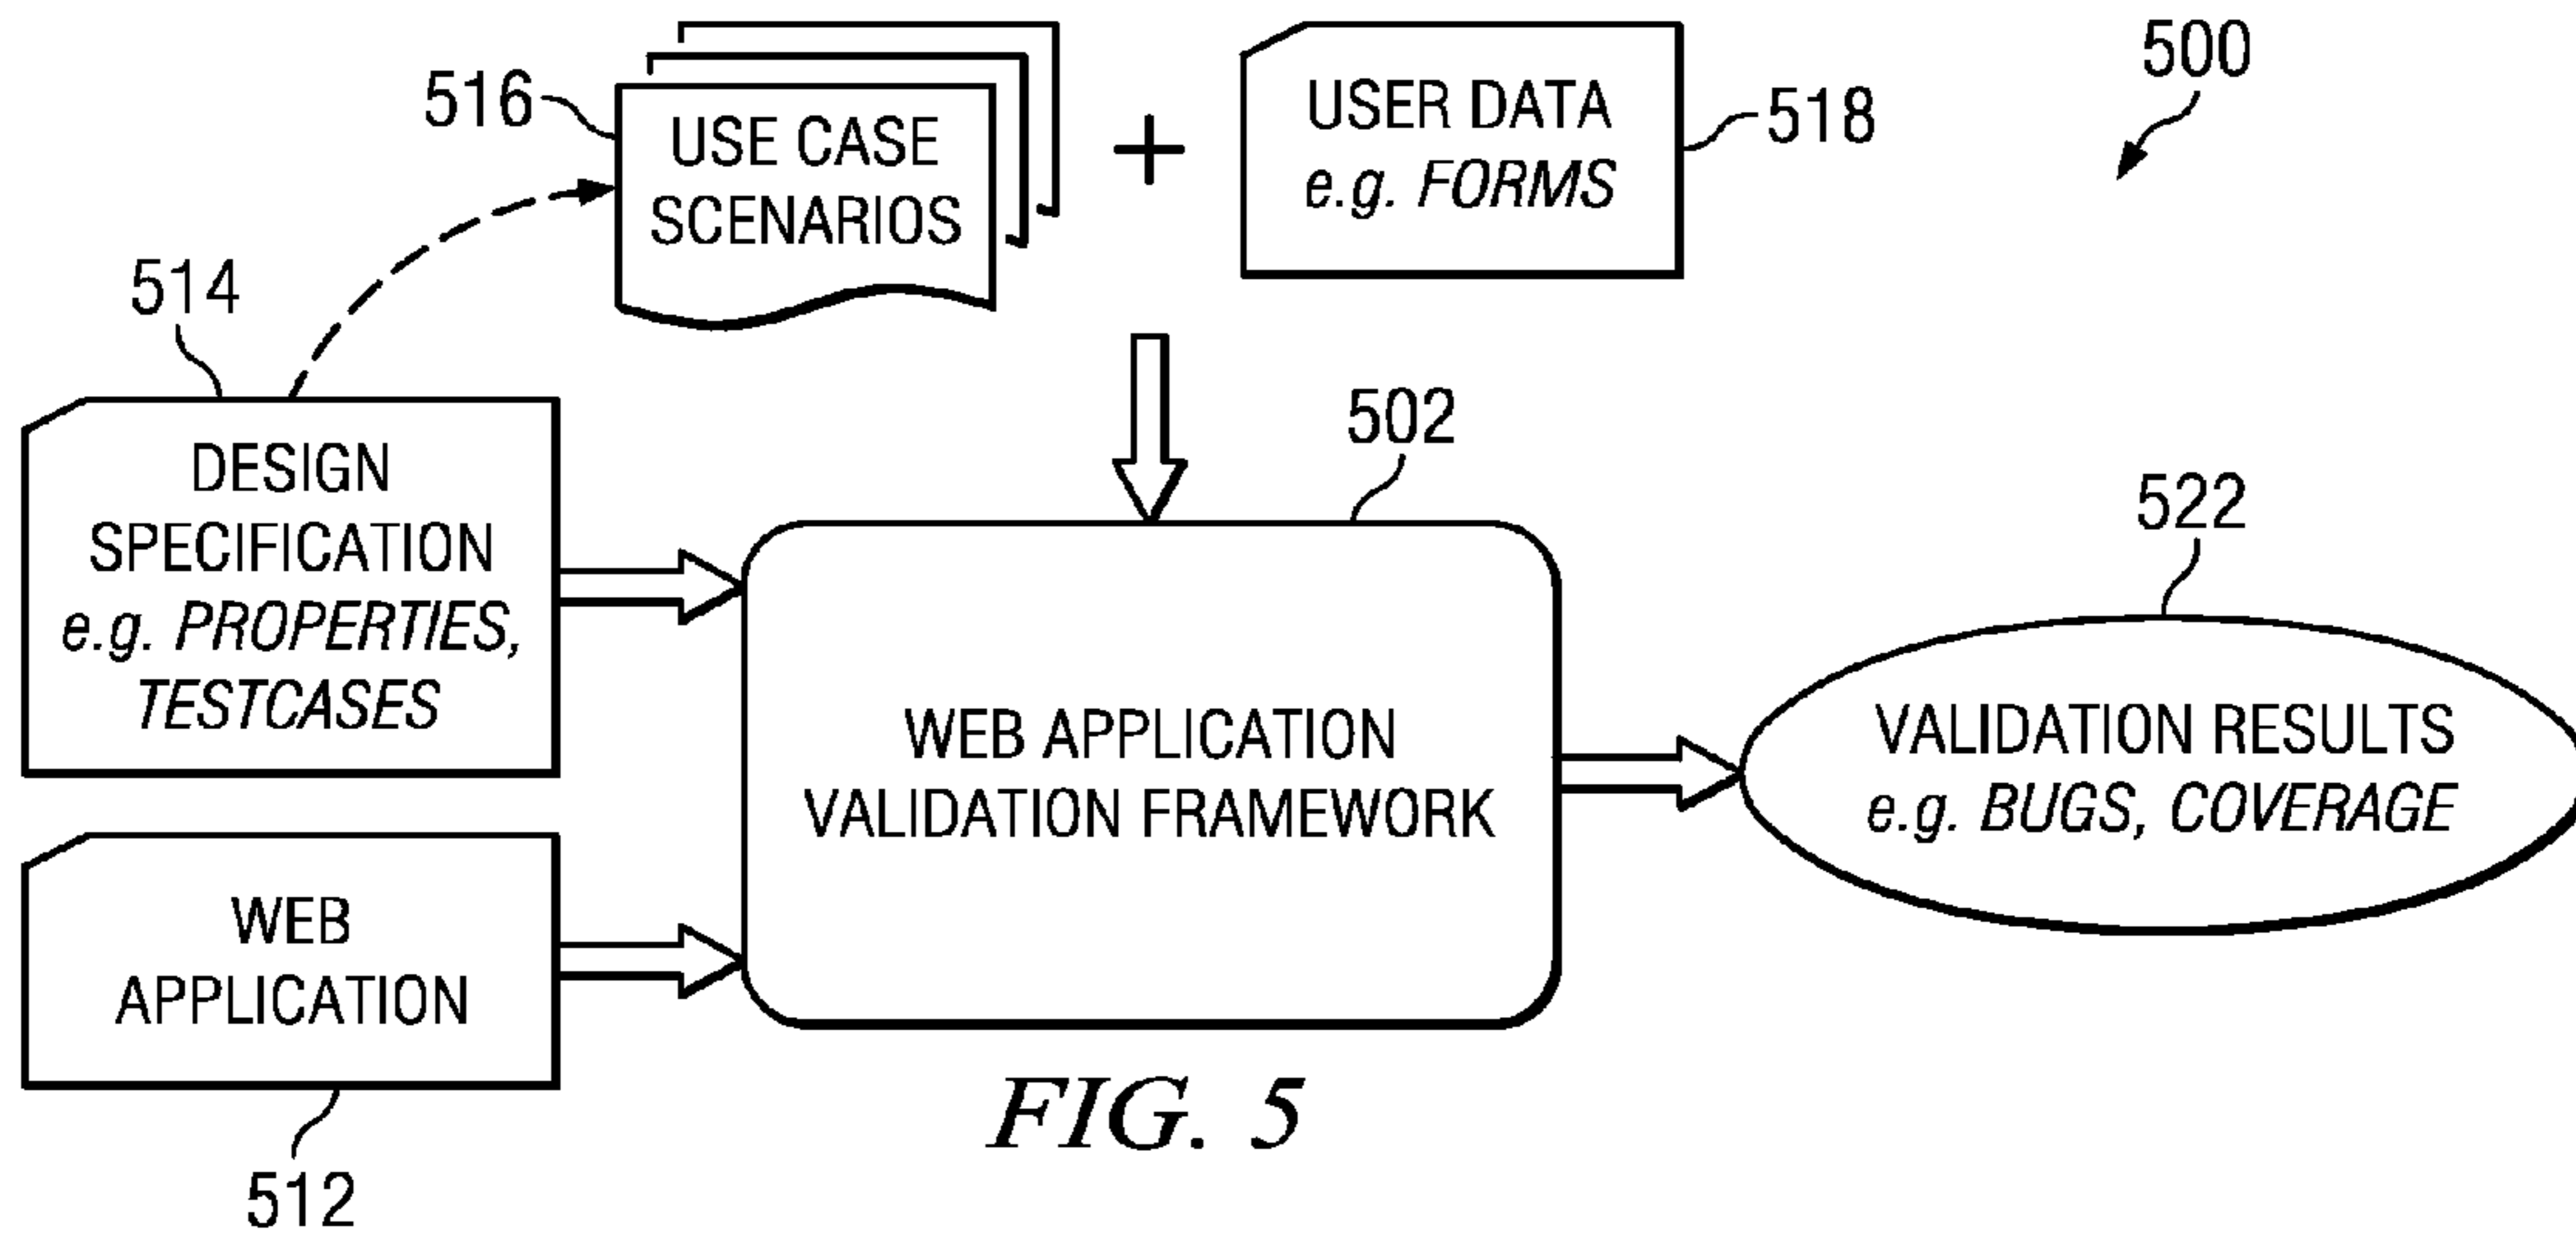 500
516
USE CASE
SCENARIOS
+
USER DATA
e.g. FORMS
518
514
DESIGN
SPECIFICATION
e.g. PROPERTIES,
TESTCASES
502
WEB APPLICATION
VALIDATION FRAMEWORK
522
VALIDATION RESULTS
e.g. BUGS, COVERAGE
WEB
APPLICATION
512
FIG. 5